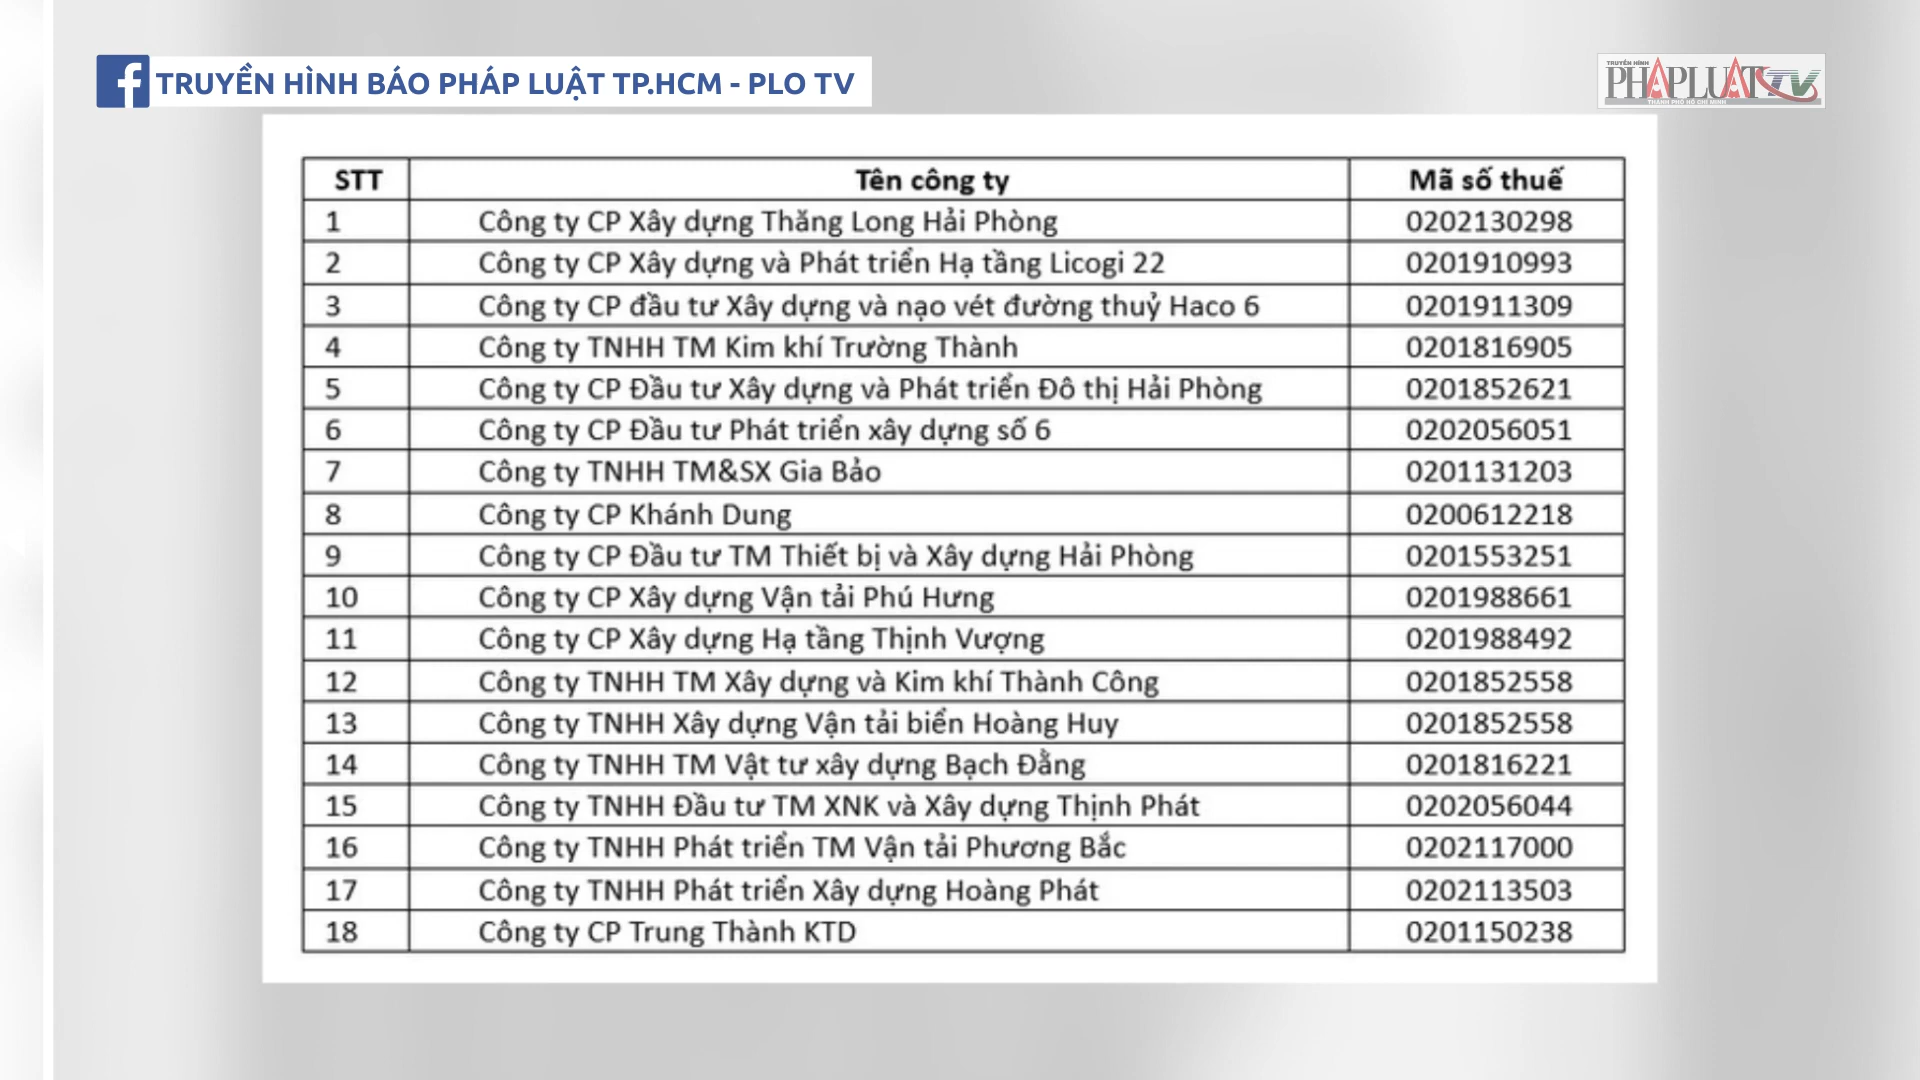 TRUYỀN HÌNH BÁO PHÁP LUẬT TP.HCM - PLO TV
TRUYỀN HÌNH
PHÁPLUẬT TV
THÀNH PHỐ HỒ CHÍ MINH
STT Tên công ty Mã số thuế
1 Công ty CP Xây dựng Thăng Long Hải Phòng 0202130298
2 Công ty CP Xây dựng và Phát triển Hạ tầng Licogi 22 0201910993
3 Công ty CP đầu tư Xây dựng và nạo vét đường thuỷ Haco 6 0201911309
4 Công ty TNHH TM Kim khí Trường Thành 0201816905
5 Công ty CP Đầu tư Xây dựng và Phát triển Đô thị Hải Phòng 0201852621
6 Công ty CP Đầu tư Phát triển xây dựng số 6 0202056051
7 Công ty TNHH TM&SX Gia Bảo 0201131203
8 Công ty CP Khánh Dung 0200612218
9 Công ty CP Đầu tư TM Thiết bị và Xây dựng Hải Phòng 0201553251
10 Công ty CP Xây dựng Vận tải Phú Hưng 0201988661
11 Công ty CP Xây dựng Hạ tầng Thịnh Vượng 0201988492
12 Công ty TNHH TM Xây dựng và Kim khí Thành Công 0201852558
13 Công ty TNHH Xây dựng Vận tải biển Hoàng Huy 0201852558
14 Công ty TNHH TM Vật tư xây dựng Bạch Đằng 0201816221
15 Công ty TNHH Đầu tư TM XNK và Xây dựng Thịnh Phát 0202056044
16 Công ty TNHH Phát triển TM Vận tải Phương Bắc 0202117000
17 Công ty TNHH Phát triển Xây dựng Hoàng Phát 0202113503
18 Công ty CP Trung Thành KTD 0201150238